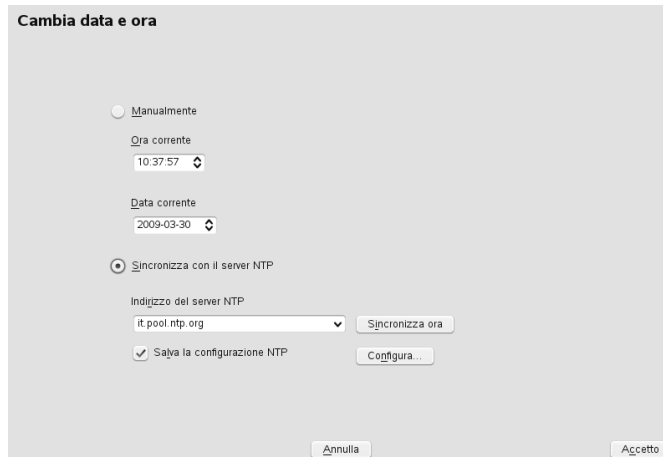 Cambia data e ora
Manualmente
Ora corrente
10:37:57
Data corrente
2009-03-30
Sincronizza con il server NTP
Indirizzo del server NTP
it.pool.ntp.org
Sincronizza ora
Salva la configurazione NTP
Configura...
Annulla
Accetto